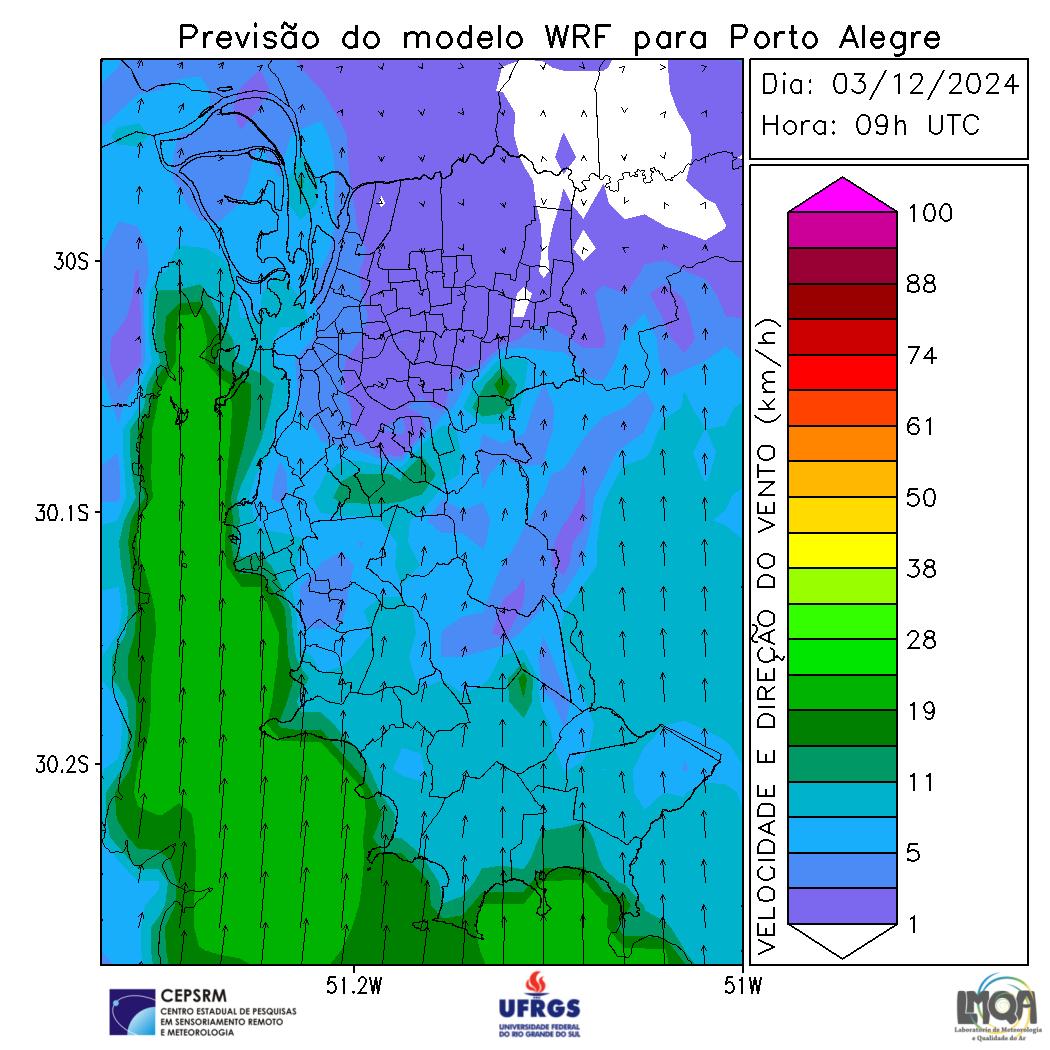 Previsão do modelo WRF para Porto Alegre
Dia: 03/12/2024
Hora: 09h UTC
30S
30.1S
30.2S
51.2W
51W
VELOCIDADE E DIREÇÃO DO VENTO (km/h)
100
88
74
61
50
38
28
19
11
5
1
CEPSRM
CENTRO ESTADUAL DE PESQUISAS
EM SENSORIAMENTO REMOTO
E METEOROLOGIA
UFRGS
UNIVERSIDADE FEDERAL
DO RIO GRANDE DO SUL
LMQA
Laboratório de Meteorologia
e Qualidade do Ar